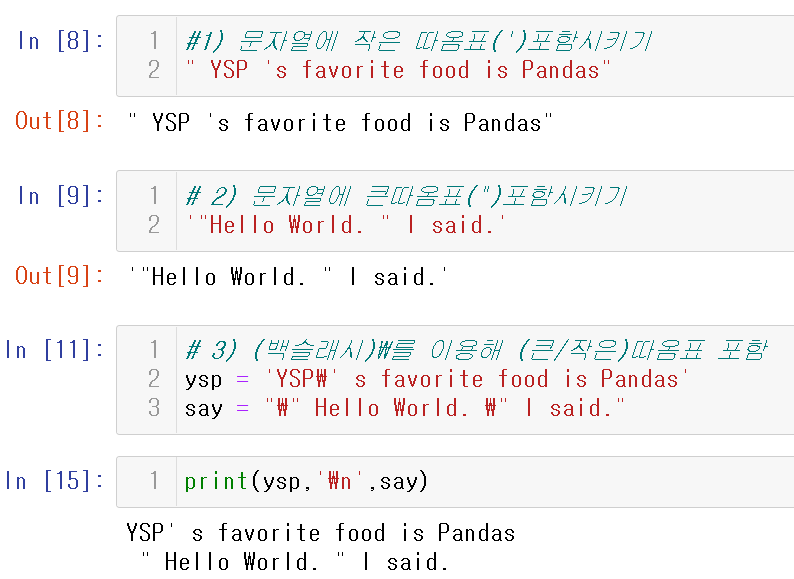 In [8]:
1 #1) 문자열에 작은 따옴표(')포함시키기
2 " YSP 's favorite food is Pandas"
Out[8]: " YSP 's favorite food is Pandas"
In [9]:
1 # 2) 문자열에 큰따옴표(")포함시키기
2 '"Hello World. " I said.'
Out[9]: '"Hello World. " I said.'
In [11]:
1 # 3) (백슬래시)₩를 이용해 (큰/작은)따옴표 포함
2 ysp = 'YSP₩' s favorite food is Pandas'
3 say = "₩" Hello World. ₩" I said."
In [15]:
1 print(ysp,'₩n',say)
YSP' s favorite food is Pandas
" Hello World. " I said.